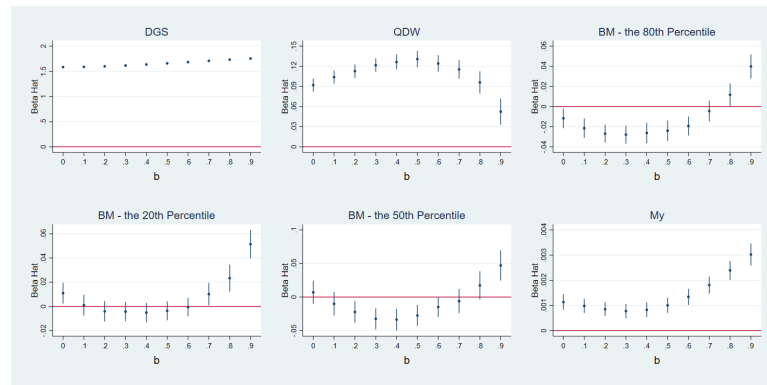 DGS
QDW
BM - the 80th Percentile
Beta Hat
0 .5 1 1.5 2
0 .1 .2 .3 .4 .5 .6 .7 .8 .9
b
Beta Hat
0 .03 .06 .09 .12 .15
0 .1 .2 .3 .4 .5 .6 .7 .8 .9
b
Beta Hat
-.04 -.02 0 .02 .04 .06
0 .1 .2 .3 .4 .5 .6 .7 .8 .9
b
BM - the 20th Percentile
BM - the 50th Percentile
My
Beta Hat
-.02 0 .02 .04 .06
0 .1 .2 .3 .4 .5 .6 .7 .8 .9
b
Beta Hat
-.05 0 .05 .1
0 .1 .2 .3 .4 .5 .6 .7 .8 .9
b
Beta Hat
0 .001 .002 .003 .004
0 .1 .2 .3 .4 .5 .6 .7 .8 .9
b